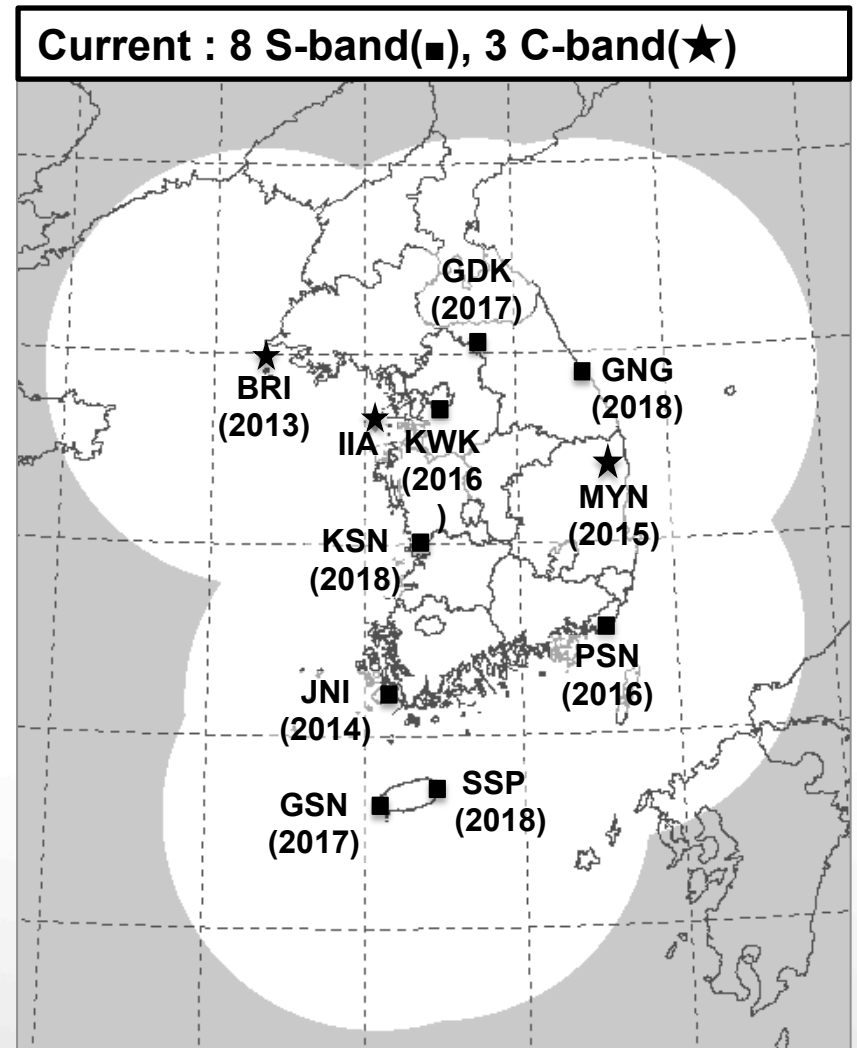 Current : 8 S-band(■), 3 C-band(★)
GDK
(2017)
GNG
(2018)
BRI
(2013)
IIA
KWK
(2016
)
MYN
(2015)
KSN
(2018)
PSN
(2016)
JNI
(2014)
SSP
(2018)
GSN
(2017)